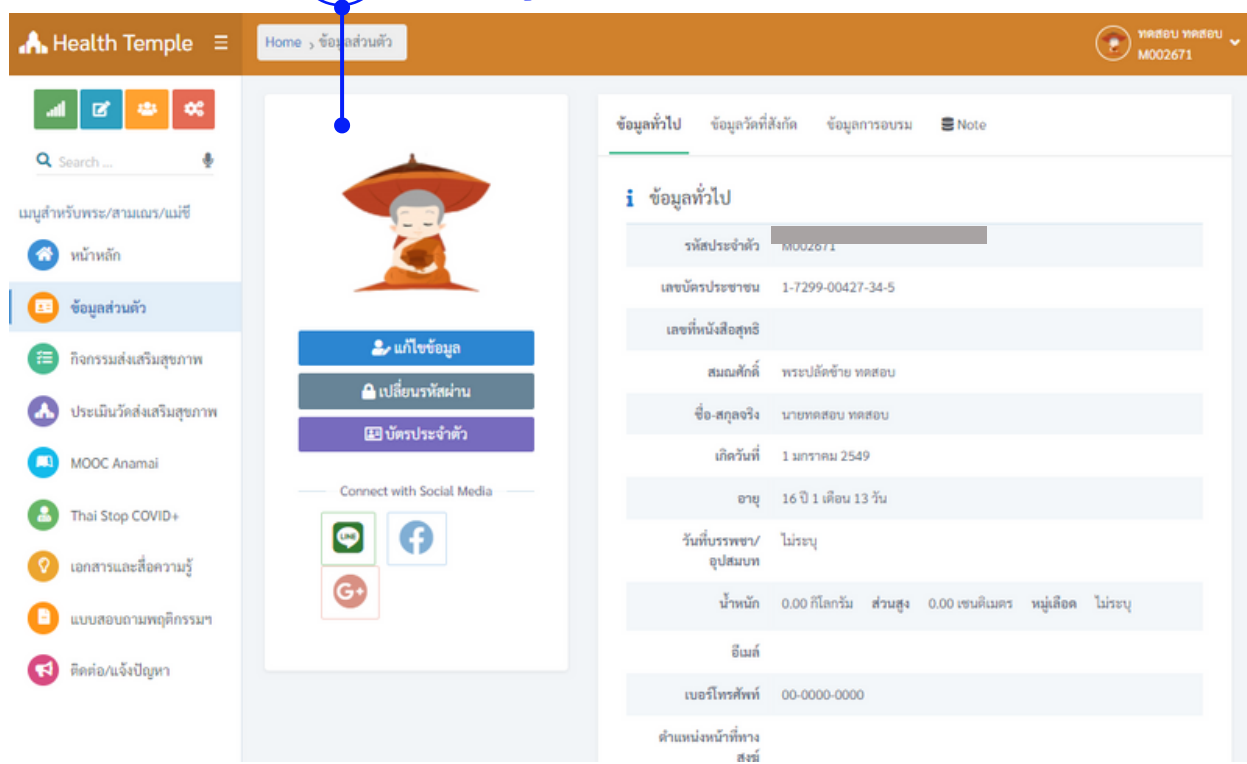 Health Temple
Home > ข้อมูลส่วนตัว
ทดสอบ ทดสอบ
M002671
Search ...
เมนูสำหรับพระ/สามเณร/แม่ชี
หน้าหลัก
ข้อมูลส่วนตัว
กิจกรรมส่งเสริมสุขภาพ
ประเมินวัดส่งเสริมสุขภาพ
MOOC Anamai
Thai Stop COVID+
เอกสารและสื่อความรู้
แบบสอบถามพฤติกรรมฯ
ติดต่อ/แจ้งปัญหา
แก้ไขข้อมูล
เปลี่ยนรหัสผ่าน
บัตรประจำตัว
Connect with Social Media
LINE
G+
ข้อมูลทั่วไป ข้อมูลวัดที่สังกัด ข้อมูลการอบรม Note
ข้อมูลทั่วไป
รหัสประจำตัว M002671
เลขบัตรประชาชน 1-7299-00427-34-5
เลขที่หนังสือสุทธิ
สมณศักดิ์ พระปลัดซ้าย ทดสอบ
ชื่อ-สกุลจริง นายทดสอบ ทดสอบ
เกิดวันที่ 1 มกราคม 2549
อายุ 16 ปี 1 เดือน 13 วัน
วันที่บรรพชา/ ไม่ระบุ
อุปสมบท
น้ำหนัก 0.00 กิโลกรัม ส่วนสูง 0.00 เซนติเมตร หมู่เลือด ไม่ระบุ
อีเมล์
เบอร์โทรศัพท์ 00-0000-0000
ตำแหน่งหน้าที่ทาง
สงฆ์